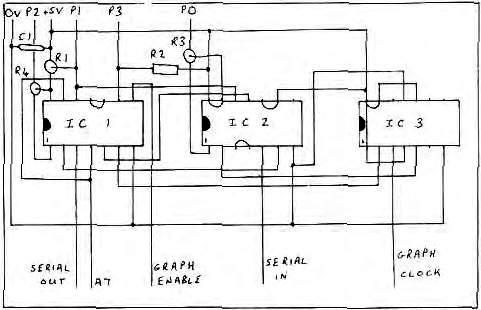 0V P2 +5V P1 P3 P0
C1
R1
R2
R3
R4
IC 1
IC 2
IC 3
SERIAL OUT
A7
GRAPH ENABLE
SERIAL IN
GRAPH CLOCK